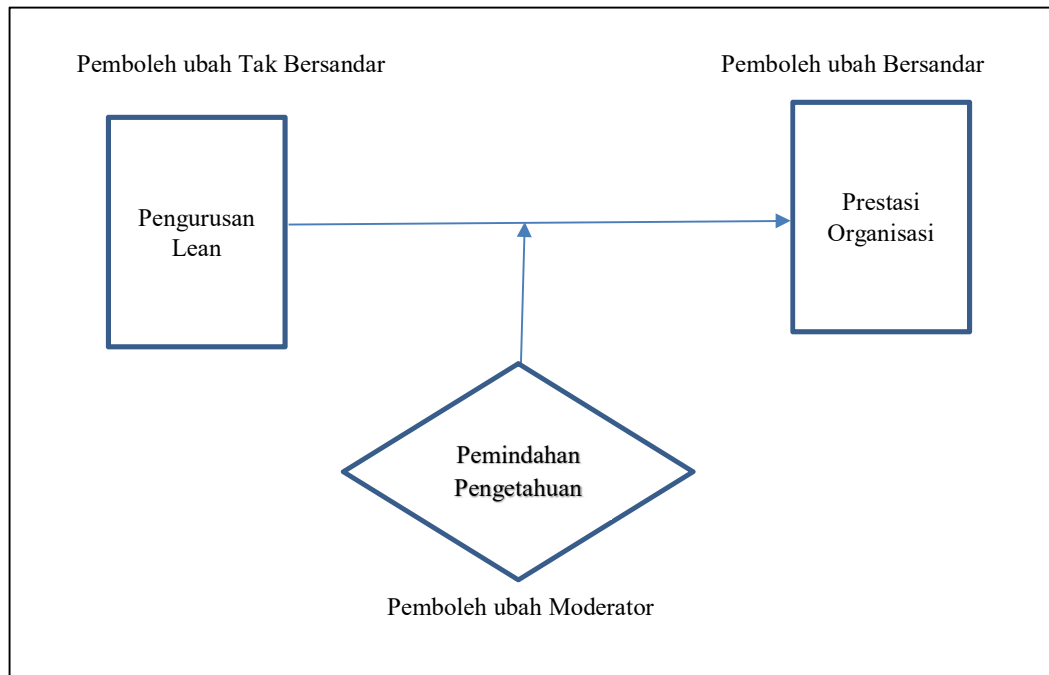 Pemboleh ubah Tak Bersandar
Pemboleh ubah Bersandar
Pengurusan
Lean
Prestasi
Organisasi
Pemindahan
Pengetahuan
Pemboleh ubah Moderator